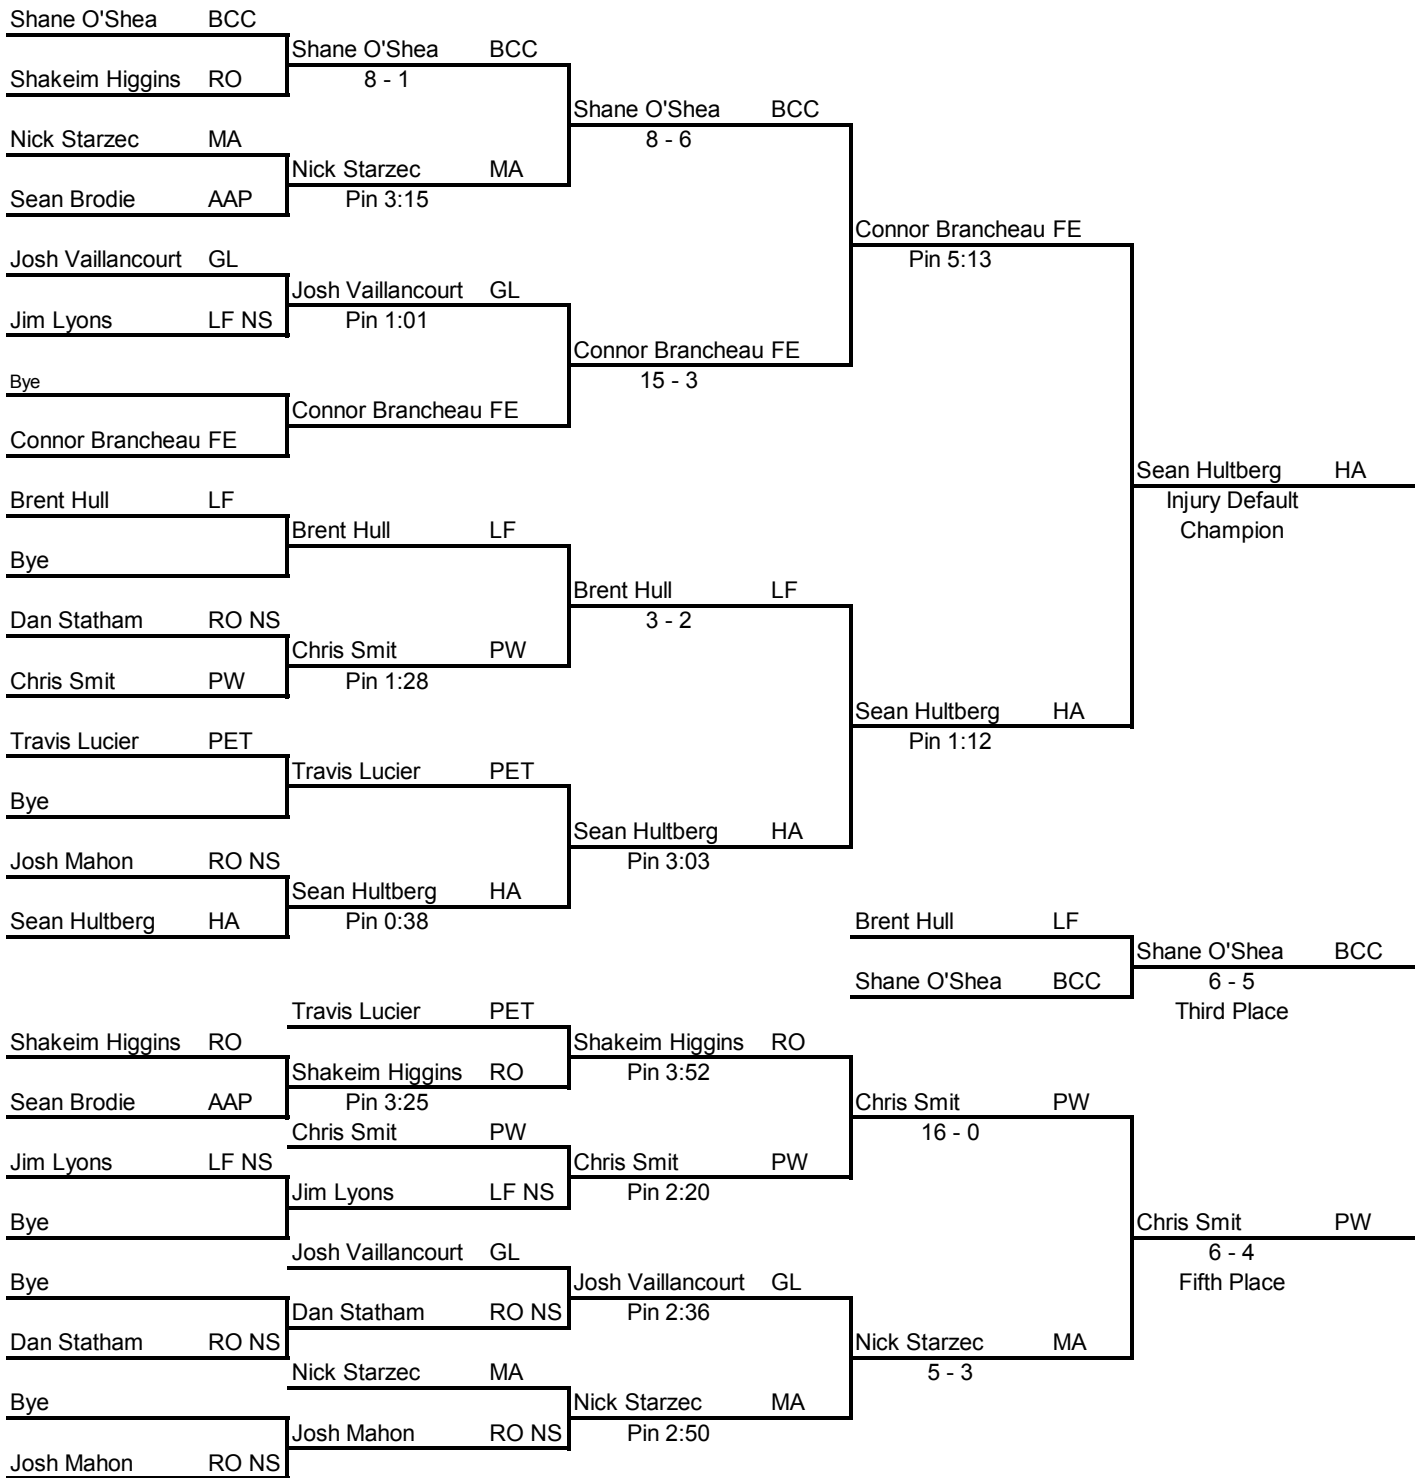 Shane O'Shea BCC
Shane O'Shea BCC
Shakeim Higgins RO 8 - 1
Shane O'Shea BCC
Nick Starzec MA 8 - 6
Nick Starzec MA
Sean Brodie AAP Pin 3:15
Connor Brancheau FE
Josh Vaillancourt GL Pin 5:13
Josh Vaillancourt GL
Jim Lyons LF NS Pin 1:01
Connor Brancheau FE
Bye 15 - 3
Connor Brancheau FE
Connor Brancheau FE
Sean Hultberg HA
Brent Hull LF Injury Default
Brent Hull LF Champion
Bye
Brent Hull LF
Dan Statham RO NS 3 - 2
Chris Smit PW
Chris Smit PW Pin 1:28
Sean Hultberg HA
Travis Lucier PET Pin 1:12
Travis Lucier PET
Bye
Sean Hultberg HA
Josh Mahon RO NS Pin 3:03
Sean Hultberg HA
Sean Hultberg HA Pin 0:38 Brent Hull LF
Shane O'Shea BCC
Shane O'Shea BCC 6 - 5
Travis Lucier PET Third Place
Shakeim Higgins RO Shakeim Higgins RO
Shakeim Higgins RO Pin 3:52
Sean Brodie AAP Pin 3:25 Chris Smit PW
Chris Smit PW 16 - 0
Jim Lyons LF NS Chris Smit PW
Jim Lyons LF NS Pin 2:20
Bye Chris Smit PW
Josh Vaillancourt GL 6 - 4
Bye Josh Vaillancourt GL Fifth Place
Dan Statham RO NS Pin 2:36
Dan Statham RO NS Nick Starzec MA
Nick Starzec MA 5 - 3
Bye Nick Starzec MA
Josh Mahon RO NS Pin 2:50
Josh Mahon RO NS